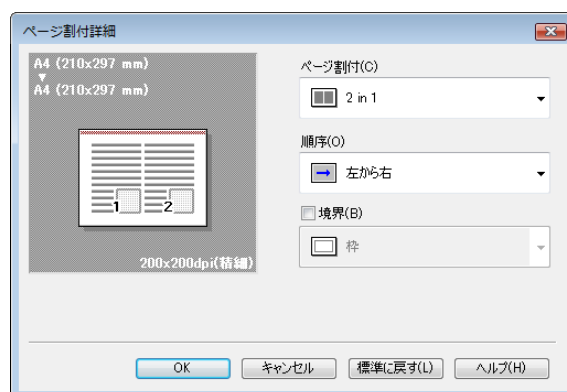 ページ割付詳細
A4 (210x297 mm)
▼
A4 (210x297 mm)
1 2
200x200dpi(精細)
ページ割付(C)
2 in 1
順序(O)
左から右
境界(B)
枠
OK キャンセル 標準に戻す(L) ヘルプ(H)